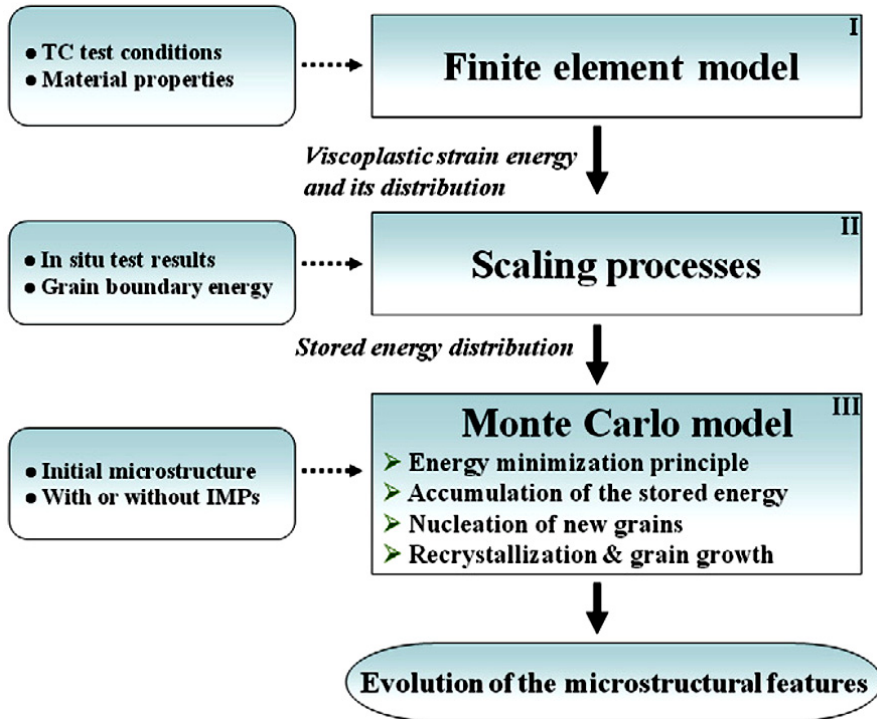 ● TC test conditions
● Material properties
I
Finite element model
Viscoplastic strain energy
and its distribution
● In situ test results
● Grain boundary energy
II
Scaling processes
Stored energy distribution
● Initial microstructure
● With or without IMPs
III
Monte Carlo model
➢ Energy minimization principle
➢ Accumulation of the stored energy
➢ Nucleation of new grains
➢ Recrystallization & grain growth
Evolution of the microstructural features